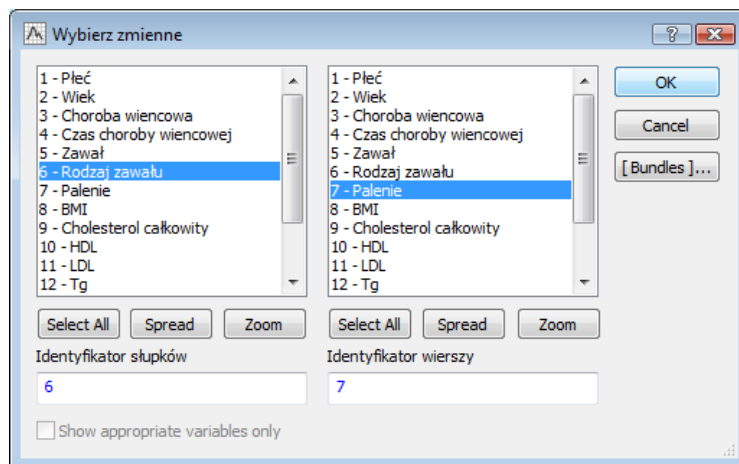 Wybierz zmienne
1 - Płeć
2 - Wiek
3 - Choroba wiencowa
4 - Czas choroby wiencowej
5 - Zawał
6 - Rodzaj zawału
7 - Palenie
8 - BMI
9 - Cholesterol całkowity
10 - HDL
11 - LDL
12 - Tg
Select All Spread Zoom
Identyfikator słupków
6
1 - Płeć
2 - Wiek
3 - Choroba wiencowa
4 - Czas choroby wiencowej
5 - Zawał
6 - Rodzaj zawału
7 - Palenie
8 - BMI
9 - Cholesterol całkowity
10 - HDL
11 - LDL
12 - Tg
Select All Spread Zoom
Identyfikator wierszy
7
OK
Cancel
[ Bundles ]...
Show appropriate variables only